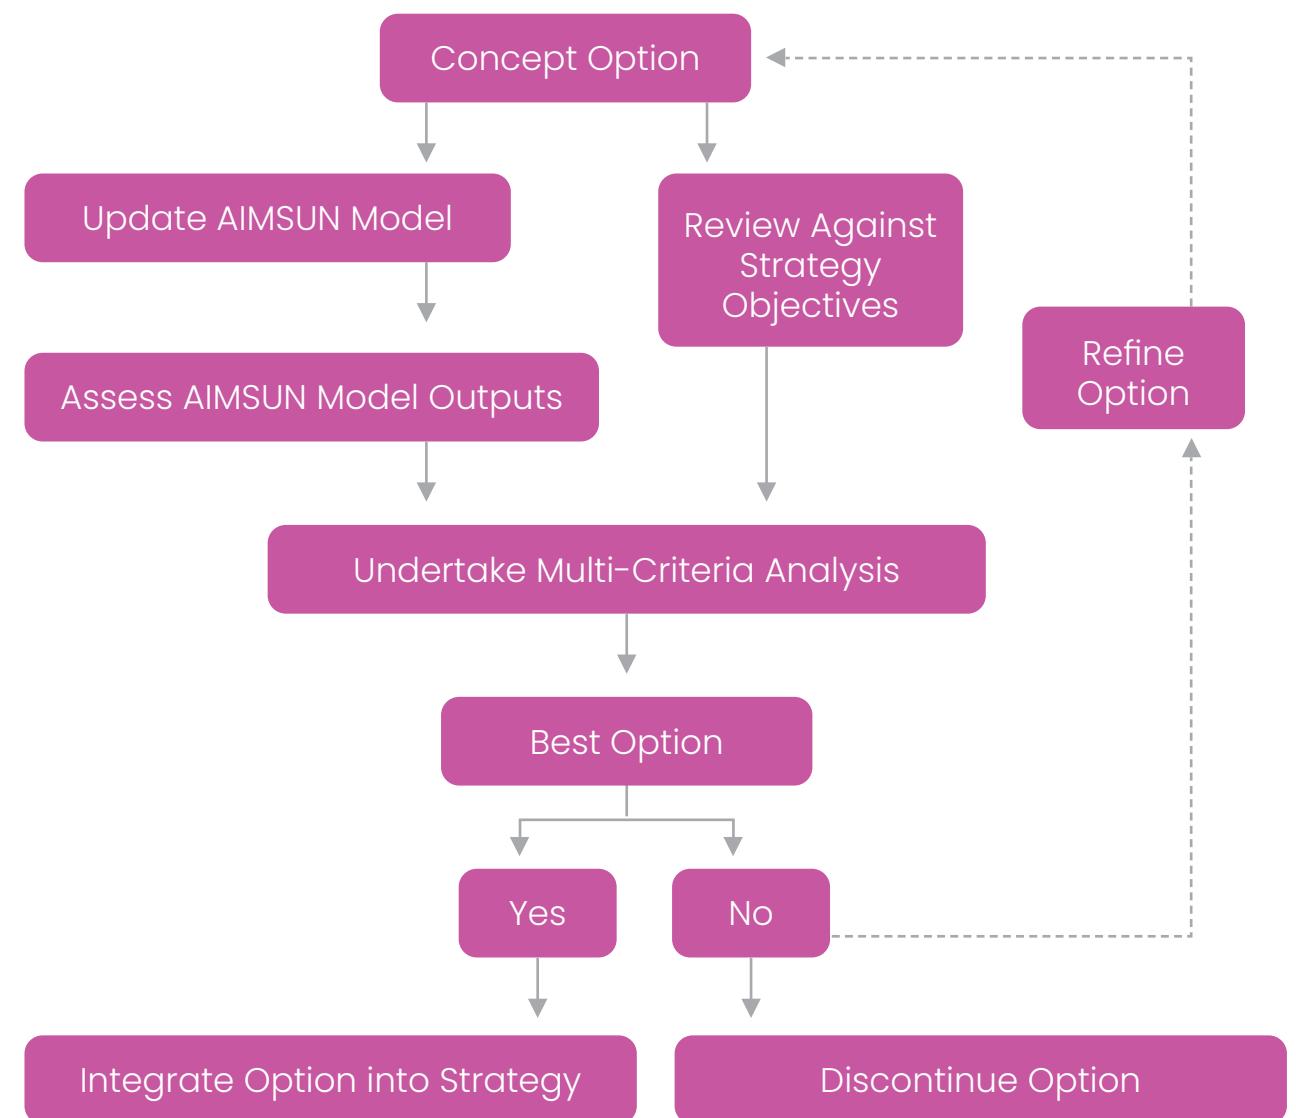 Concept Option
Update AIMSUN Model
Review Against
Strategy
Objectives
Refine
Option
Assess AIMSUN Model Outputs
Undertake Multi-Criteria Analysis
Best Option
Yes
No
Integrate Option into Strategy
Discontinue Option